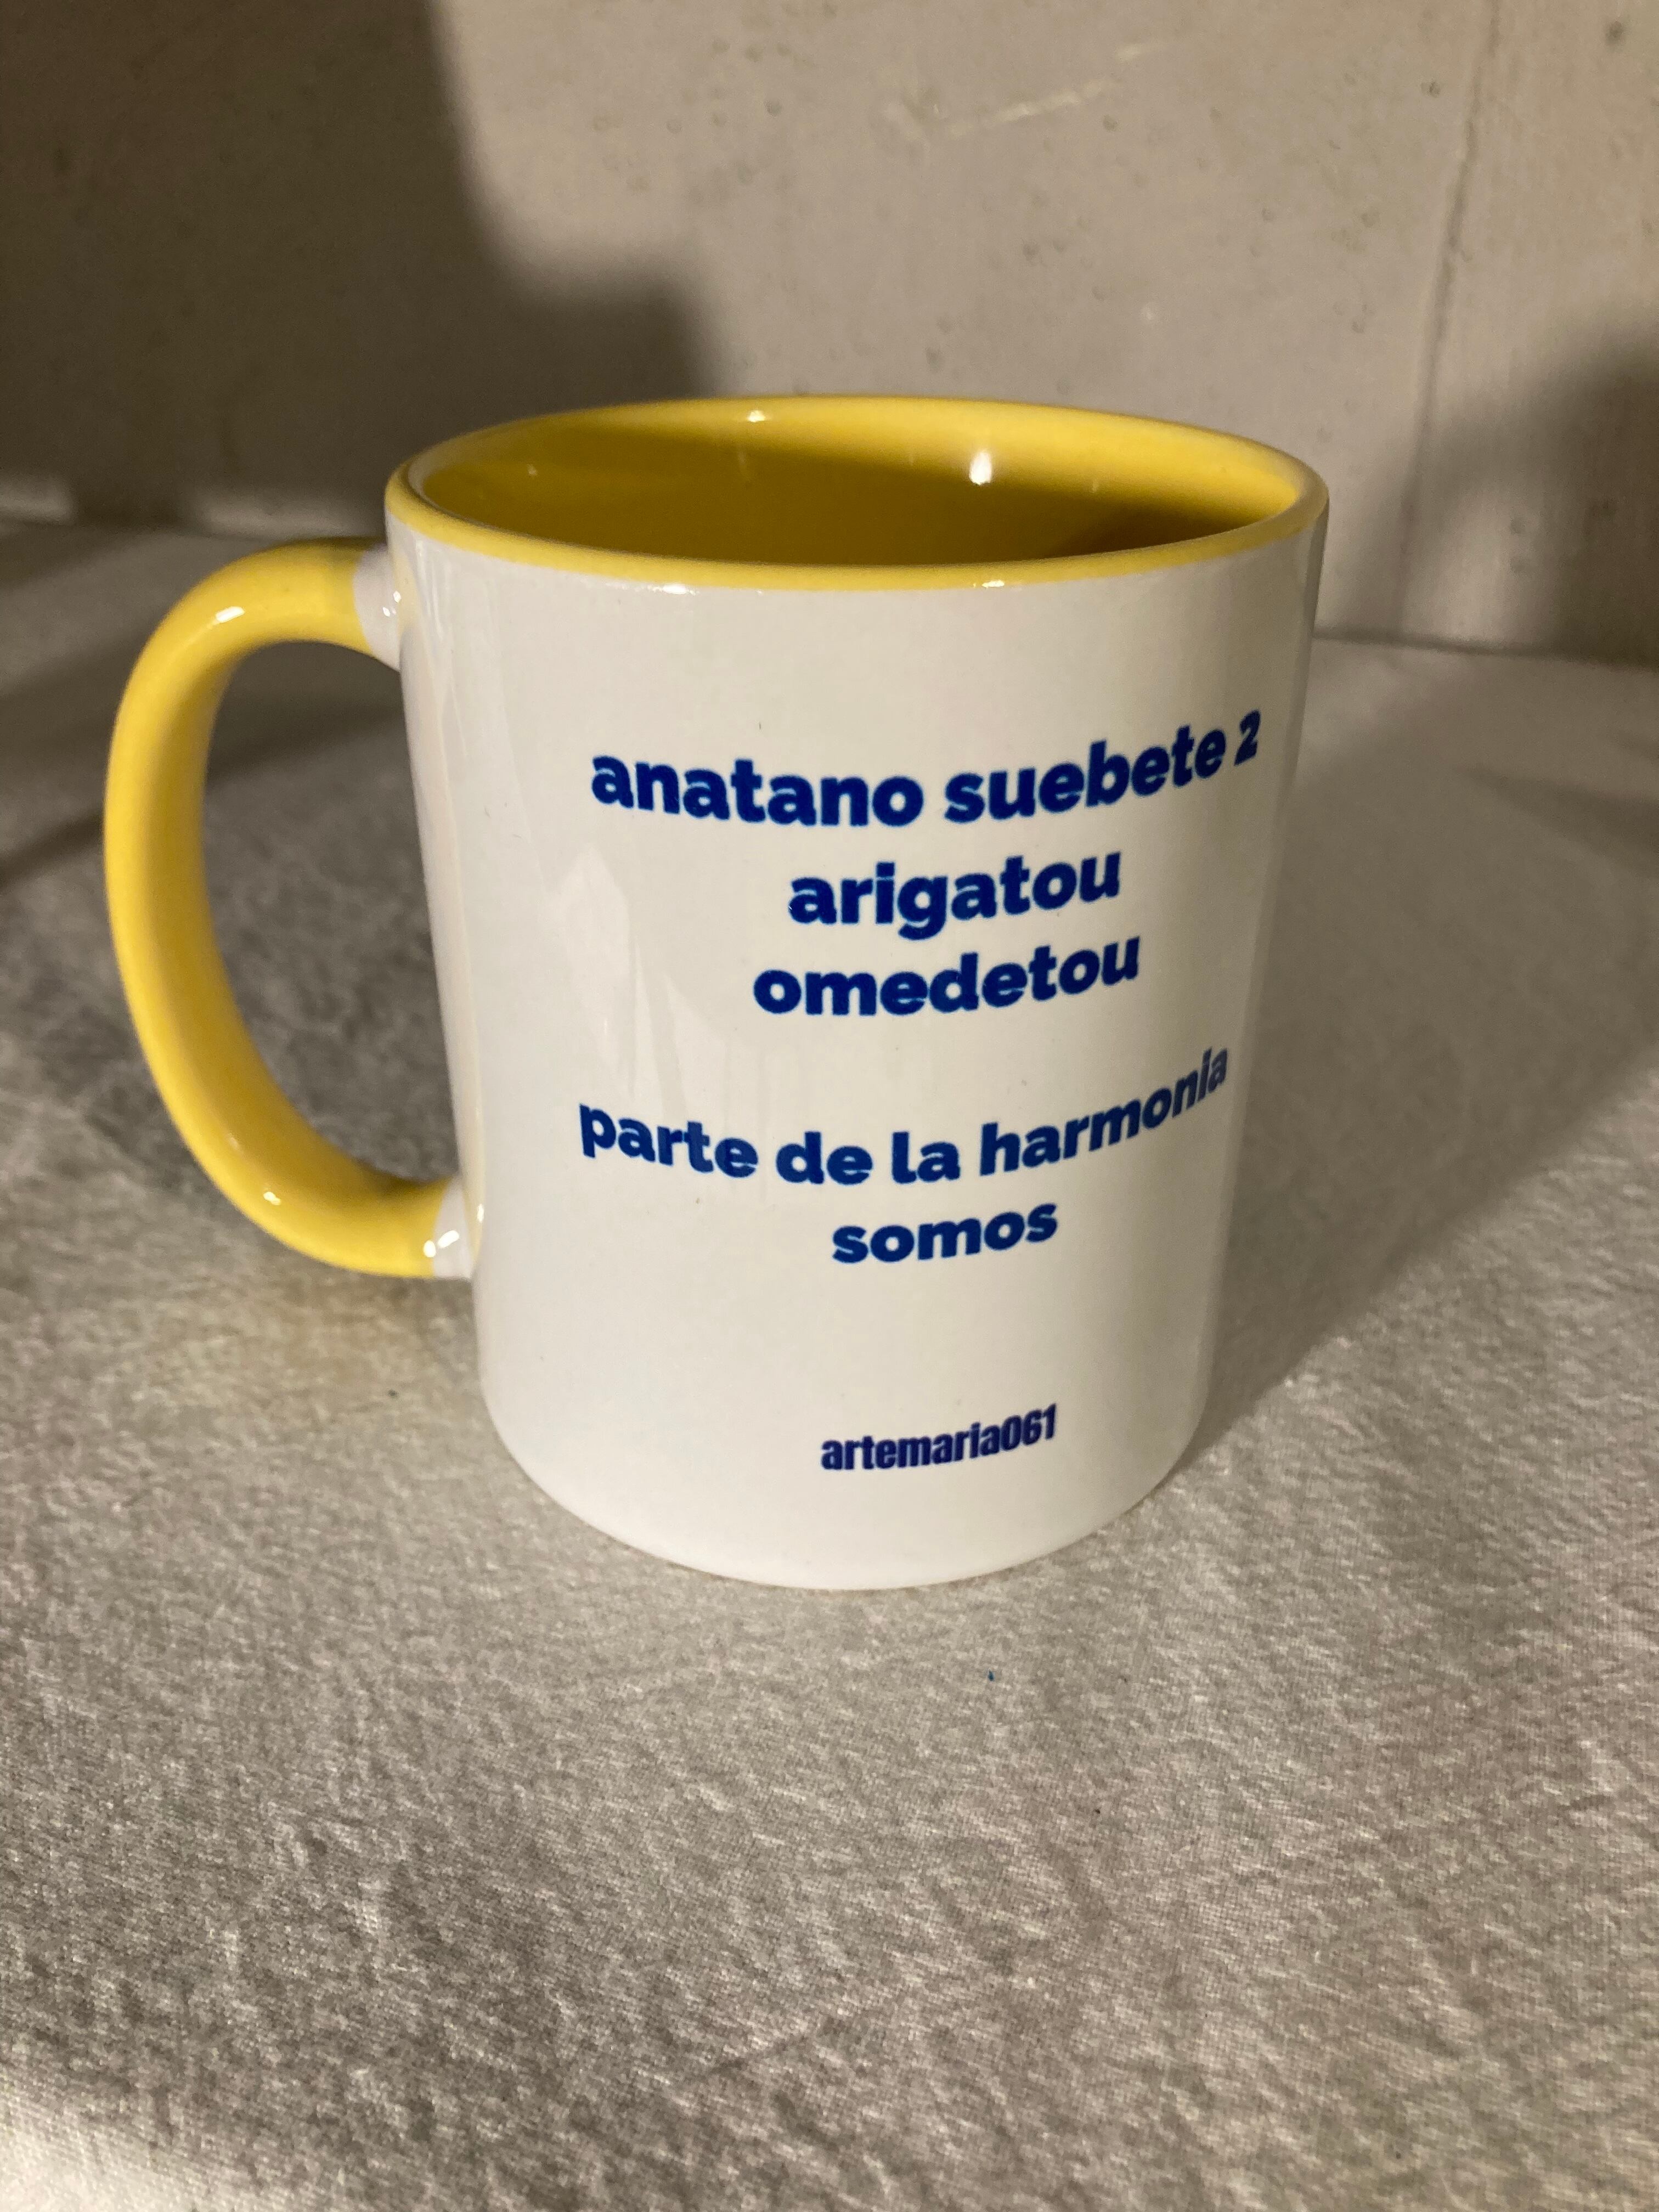 anatano suebete 2
arigatou
omedetou
parte de la harmonia
somos
artemaria061